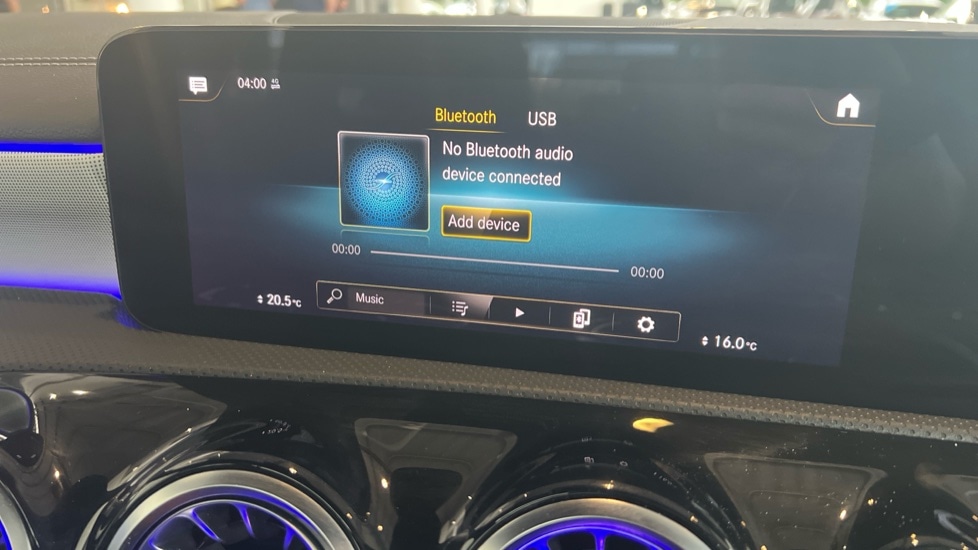 04:00 4G
Bluetooth USB
No Bluetooth audio
device connected
Add device
00:00 00:00
Music
20.5°C
16.0°C